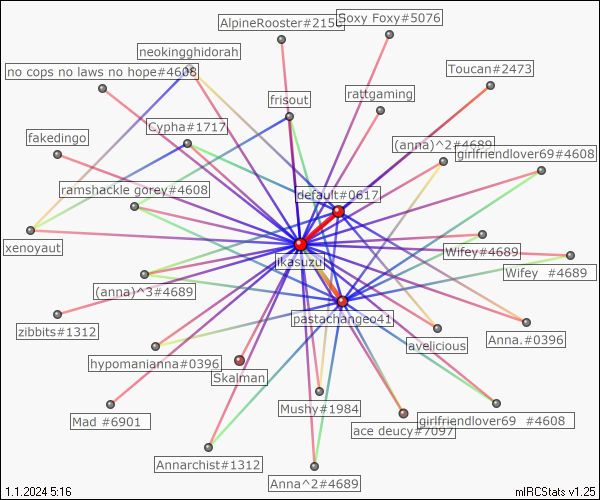 AlpineRooster#2156
Soxy Foxy#5076
neokingghidorah
no cops no laws no hope#4608
Toucan#2473
frisout
rattgaming
Cypha#1717
fakedingo
(anna)^2#4689
girlfriendlover69#4608
ramshackle gorey#4608
default#0617
xenoyaut
ikasuzu
Wifey#4689
Wifey  #4689
(anna)^3#4689
pastachangeo41
zibbits#1312
avelicious
Anna.#0396
hypomanianna#0396
Skalman
Mushy#1984
Mad #6901
ace deucy#7097
girlfriendlover69  #4608
Annarchist#1312
Anna^2#4689
1.1.2024 5:16
mIRCStats v1.25